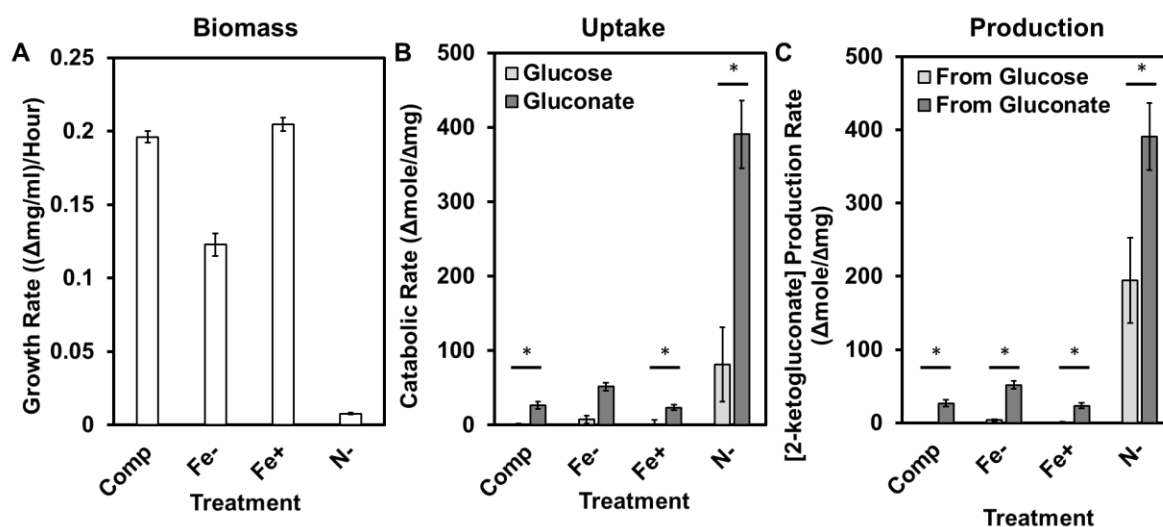 Biomass
A
Growth Rate ((Δmg/ml)/Hour)
0.25
0.2
0.15
0.1
0.05
0
Comp
Fe-
Fe+
N-
Treatment
Uptake
B
Catabolic Rate (Δmole/Δmg)
500
400
300
200
100
0
Glucose
Gluconate
*
*
*
Comp
Fe-
Fe+
N-
Treatment
Production
C
[2-ketogluconate] Production Rate
(Δmole/Δmg)
500
400
300
200
100
0
From Glucose
From Gluconate
*
*
*
*
Comp
Fe-
Fe+
N-
Treatment